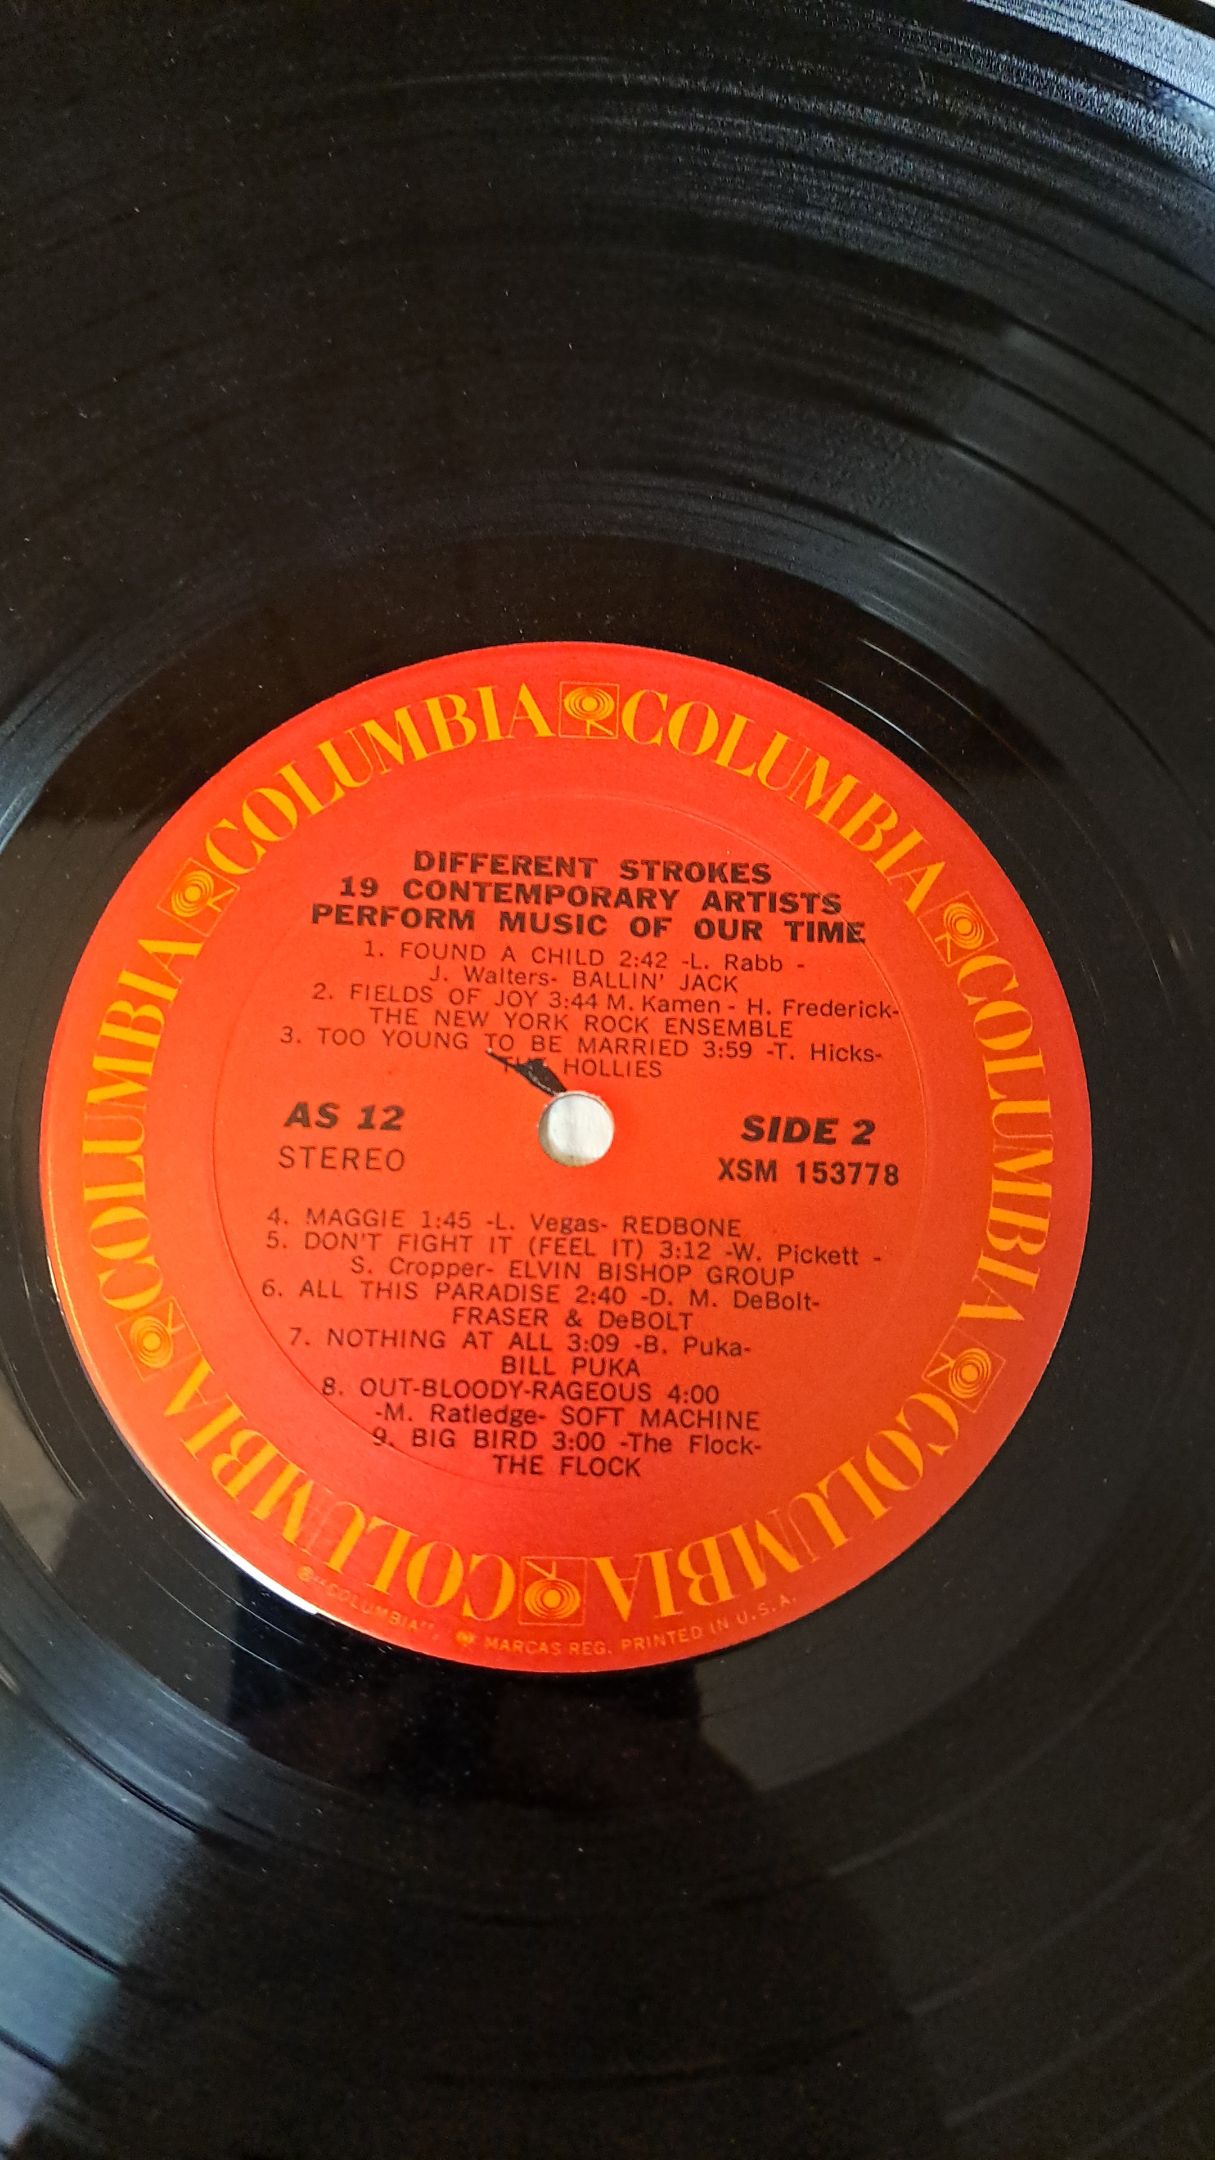 COLUMBIA COLUMBIA COLUMBIA COLUMBIA COLUMBIA COLUMBIA
DIFFERENT STROKES
19 CONTEMPORARY ARTISTS
PERFORM MUSIC OF OUR TIME
1. FOUND A CHILD 2:42 -L. Rabb -
J. Walters- BALLIN' JACK
2. FIELDS OF JOY 3:44 M. Kamen - H. Frederick-
THE NEW YORK ROCK ENSEMBLE
3. TOO YOUNG TO BE MARRIED 3:59 -T. Hicks-
THE HOLLIES
AS 12
STEREO
SIDE 2
XSM 153778
4. MAGGIE 1:45 -L. Vegas- REDBONE
5. DON'T FIGHT IT (FEEL IT) 3:12 -W. Pickett -
S. Cropper- ELVIN BISHOP GROUP
6. ALL THIS PARADISE 2:40 -D. M. DeBolt-
FRASER & DeBOLT
7. NOTHING AT ALL 3:09 -B. Puka-
BILL PUKA
8. OUT-BLOODY-RAGEOUS 4:00
-M. Ratledge- SOFT MACHINE
9. BIG BIRD 3:00 -The Flock-
THE FLOCK
® "COLUMBIA", MARCAS REG. PRINTED IN U.S.A.